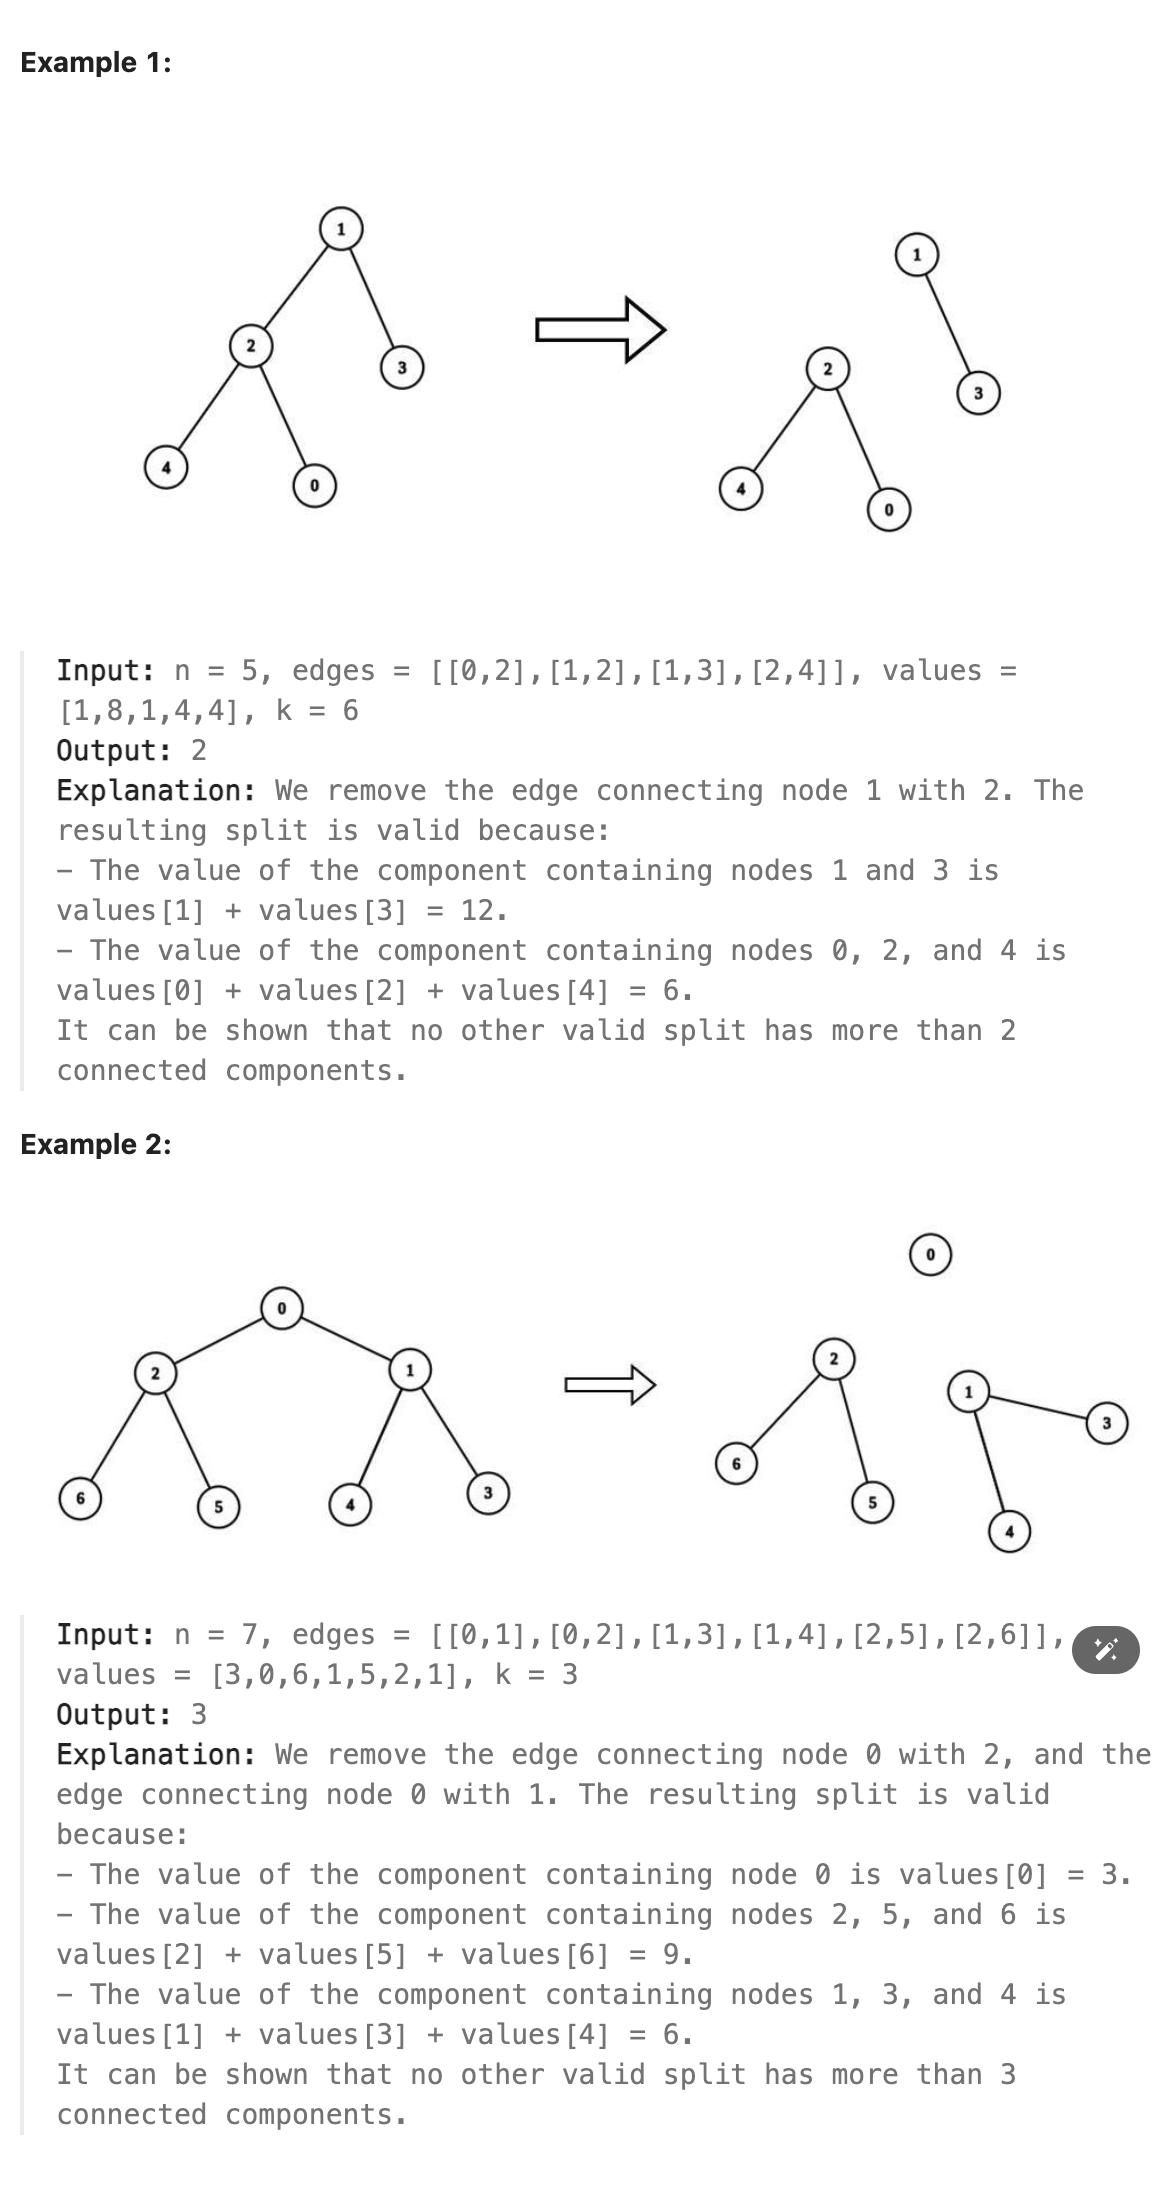 Example 1:
1
1
2
3
2
3
4
0
4
0
Input: n = 5, edges = [[0,2],[1,2],[1,3],[2,4]], values =
[1,8,1,4,4], k = 6
Output: 2
Explanation: We remove the edge connecting node 1 with 2. The
resulting split is valid because:
- The value of the component containing nodes 1 and 3 is
values[1] + values[3] = 12.
- The value of the component containing nodes 0, 2, and 4 is
values[0] + values[2] + values[4] = 6.
It can be shown that no other valid split has more than 2
connected components.
Example 2:
0
0
2
1
2
1
3
6
5
4
3
6
5
4
Input: n = 7, edges = [[0,1],[0,2],[1,3],[1,4],[2,5],[2,6]],
values = [3,0,6,1,5,2,1], k = 3
Output: 3
Explanation: We remove the edge connecting node 0 with 2, and the
edge connecting node 0 with 1. The resulting split is valid
because:
- The value of the component containing node 0 is values[0] = 3.
- The value of the component containing nodes 2, 5, and 6 is
values[2] + values[5] + values[6] = 9.
- The value of the component containing nodes 1, 3, and 4 is
values[1] + values[3] + values[4] = 6.
It can be shown that no other valid split has more than 3
connected components.